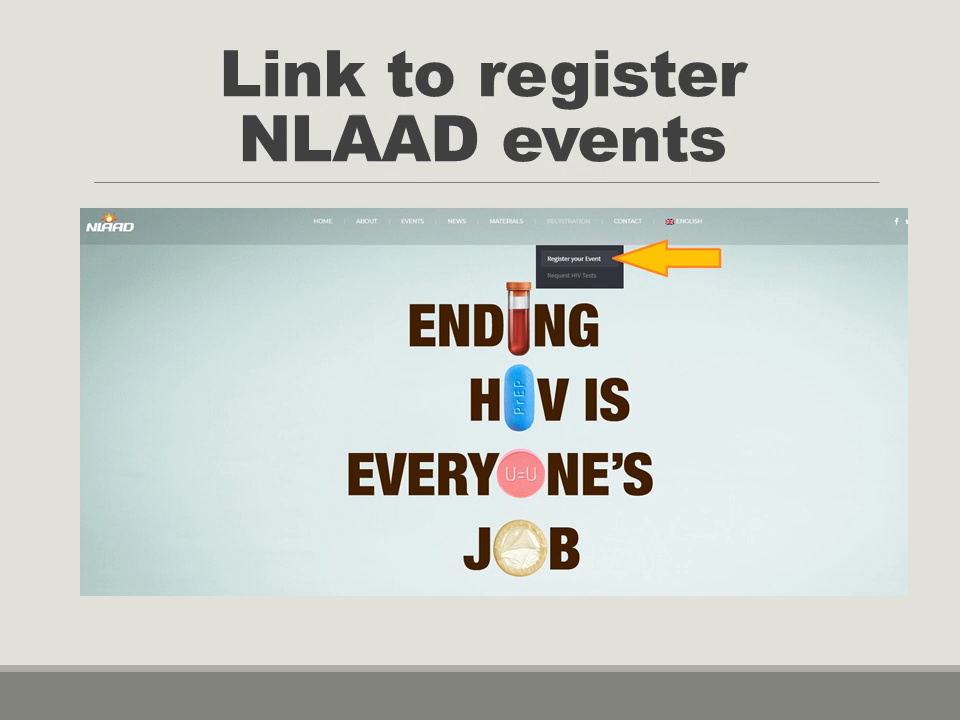 Link to register
NLAAD events
NLAAD
HOME | ABOUT | EVENTS | NEWS | MATERIALS | REGISTRATION | CONTACT | ENGLISH
Register your Event
Request HIV Tests
ENDING
HIV IS
PrEP
EVERYONE'S
U=U
JOB